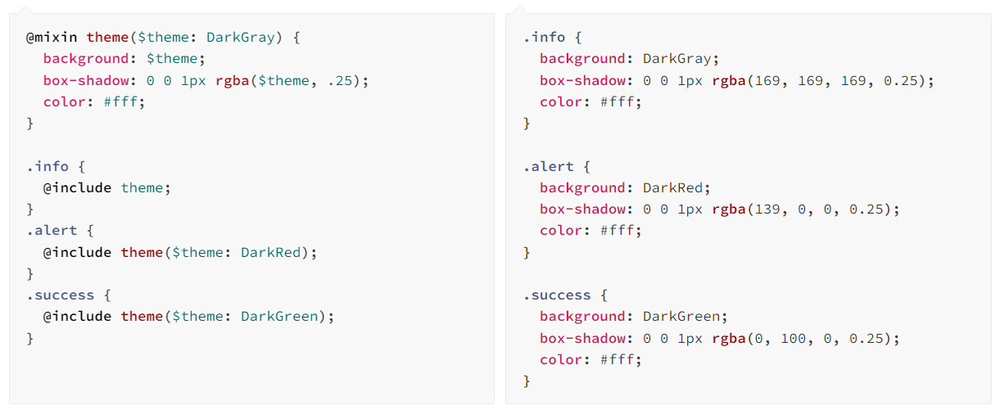 @mixin theme($theme: DarkGray) {
  background: $theme;
  box-shadow: 0 0 1px rgba($theme, .25);
  color: #fff;
}

.info {
  @include theme;
}
.alert {
  @include theme($theme: DarkRed);
}
.success {
  @include theme($theme: DarkGreen);
}

.info {
  background: DarkGray;
  box-shadow: 0 0 1px rgba(169, 169, 169, 0.25);
  color: #fff;
}

.alert {
  background: DarkRed;
  box-shadow: 0 0 1px rgba(139, 0, 0, 0.25);
  color: #fff;
}

.success {
  background: DarkGreen;
  box-shadow: 0 0 1px rgba(0, 100, 0, 0.25);
  color: #fff;
}